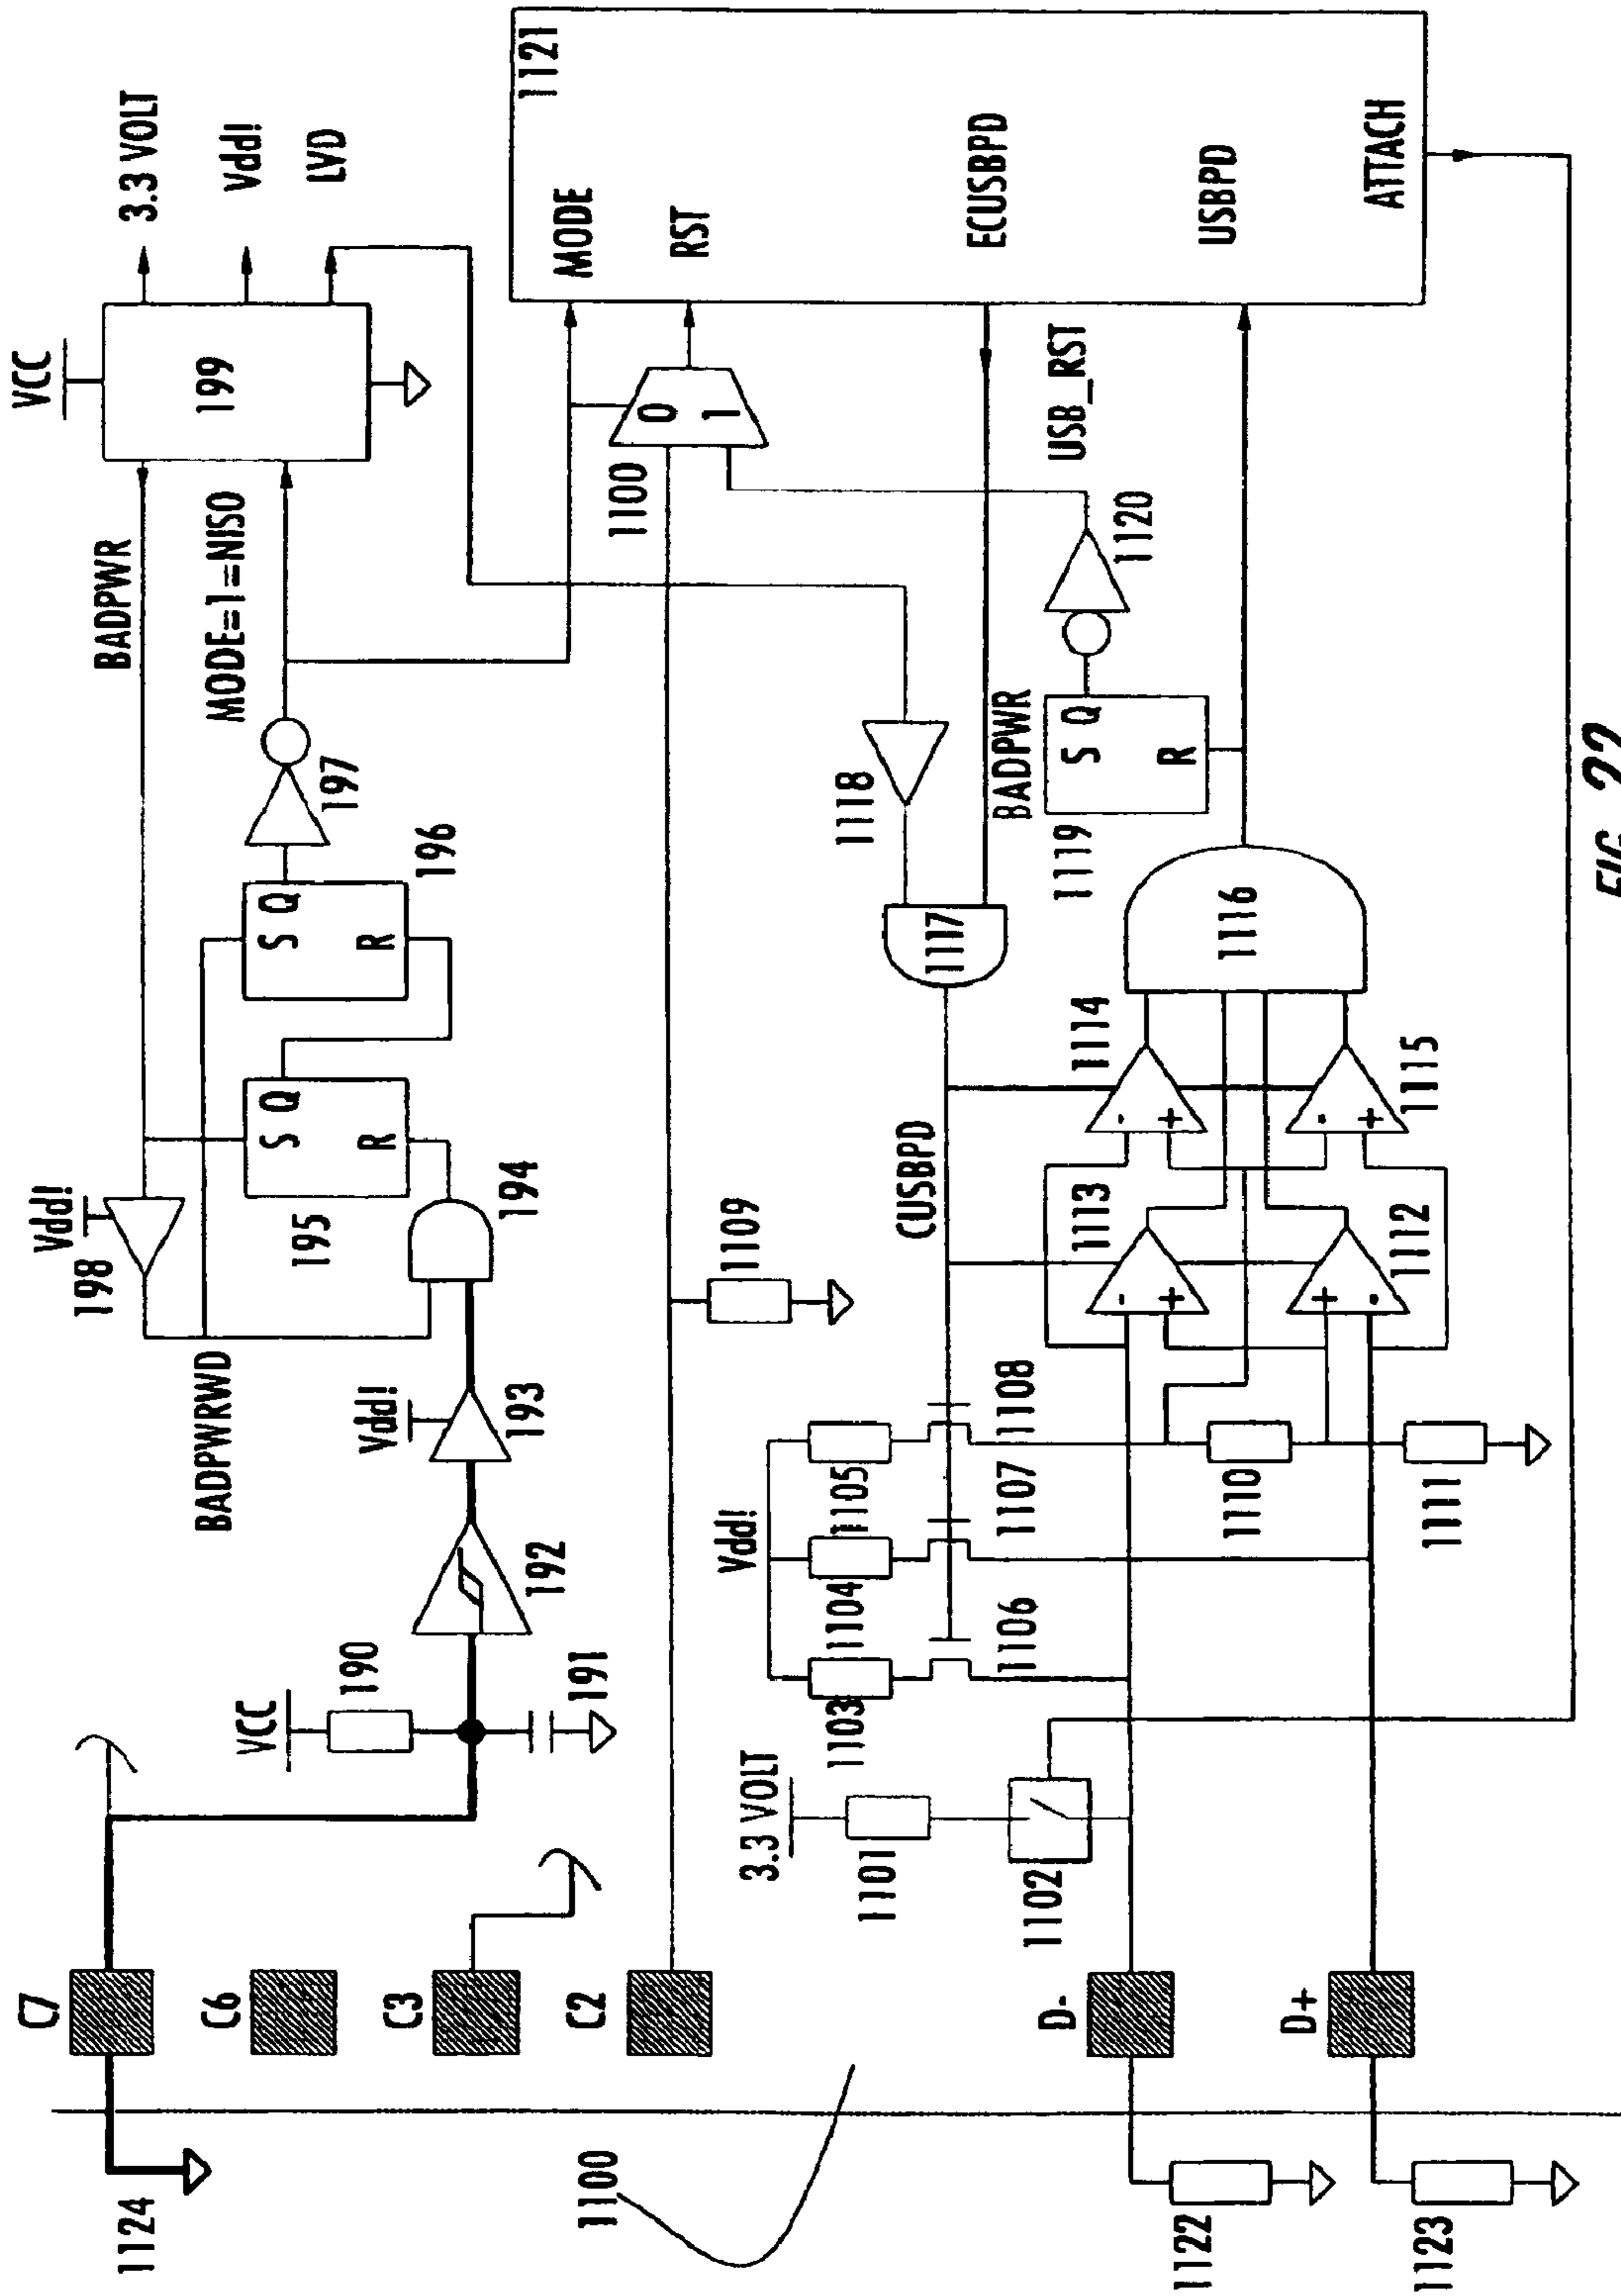 C7
C6
C3
C2
D-
D+
1124
1100
1122
1123
VCC
190
191
192
Vdd!
193
BADPWRWD
194
Vdd!
198
195
S Q
R
196
S Q
R
197
BADPWR
MODE=1=NISO
VCC
199
3.3 VOLT
Vdd!
LVD
1109
1100
0
1
1121
MODE
RST
ECUSBPD
USBPD
ATTACH
USB_RST
1120
BADPWR
S Q
R
1119
1118
1117
CUSBPD
3.3 VOLT
1101
1102
Vdd!
1103
1104
1105
1106
1107
1108
1110
1111
-
+
1113
+
-
1112
-
+
1114
-
+
1115
1116
FIG. 22